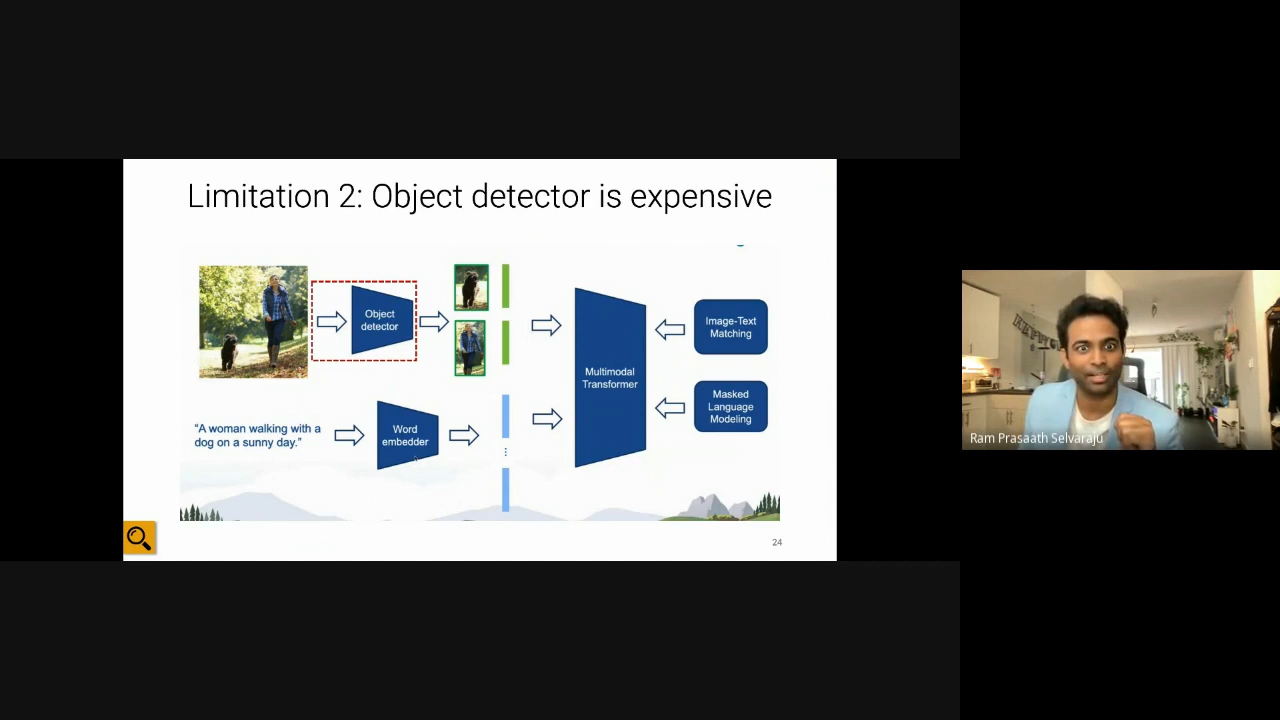 Limitation 2: Object detector is expensive
Object
detector
Image-Text
Matching
Multimodal
Transformer
Masked
Language
Modeling
"A woman walking with a
dog on a sunny day."
Word
embedder
24
Ram Prasaath Selvaraju